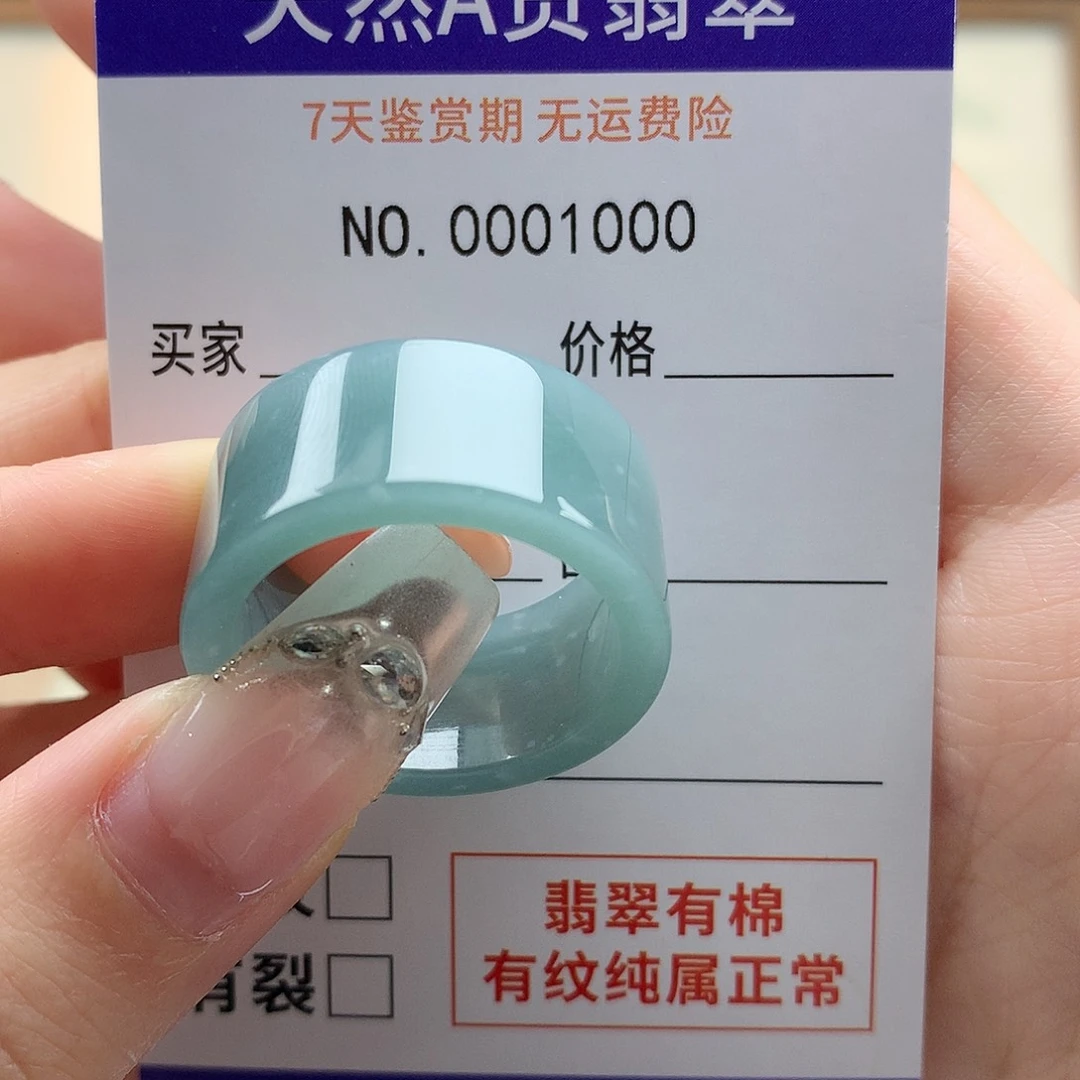 天然A货翡翠
7天鉴赏期 无运费险
NO. 0001000
买家
价格
有裂
翡翠有棉
有纹纯属正常